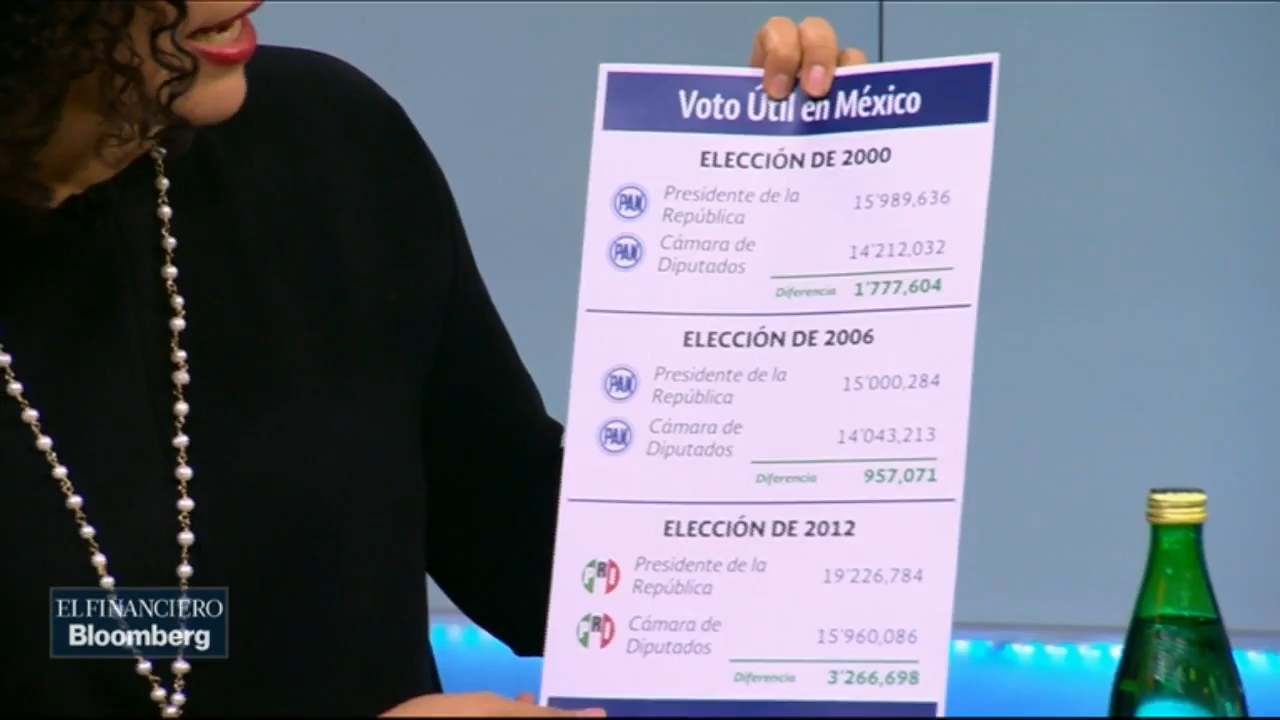 Voto Útil en México
ELECCIÓN DE 2000
PAN
Presidente de la
República
15'989,636
PAN
Cámara de
Diputados
14'212,032
Diferencia 1'777,604
ELECCIÓN DE 2006
PAN
Presidente de la
República
15'000,284
PAN
Cámara de
Diputados
14'043,213
Diferencia 957,071
ELECCIÓN DE 2012
PRI
Presidente de la
República
19'226,784
PRI
Cámara de
Diputados
15'960,086
Diferencia 3'266,698
EL FINANCIERO
Bloomberg